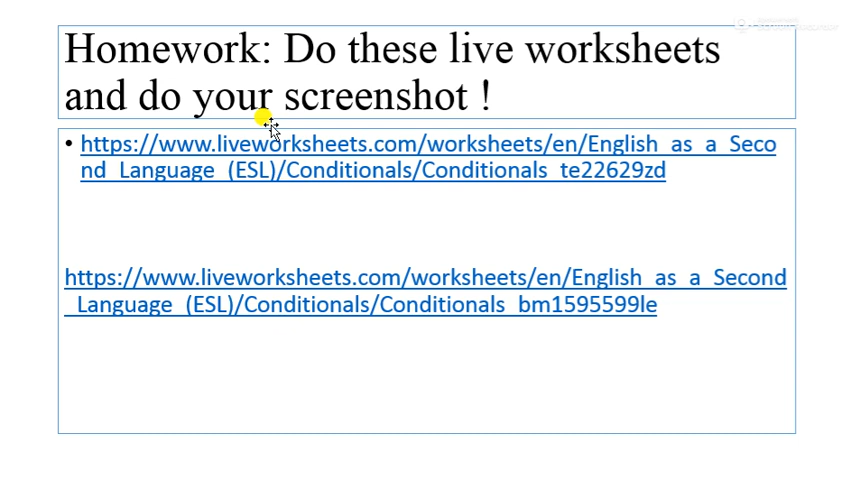 Homework: Do these live worksheets
and do your screenshot !
• https://www.liveworksheets.com/worksheets/en/English_as_a_Seco
nd_Language_(ESL)/Conditionals/Conditionals_te22629zd
https://www.liveworksheets.com/worksheets/en/English_as_a_Second
_Language_(ESL)/Conditionals/Conditionals_bm1595599le